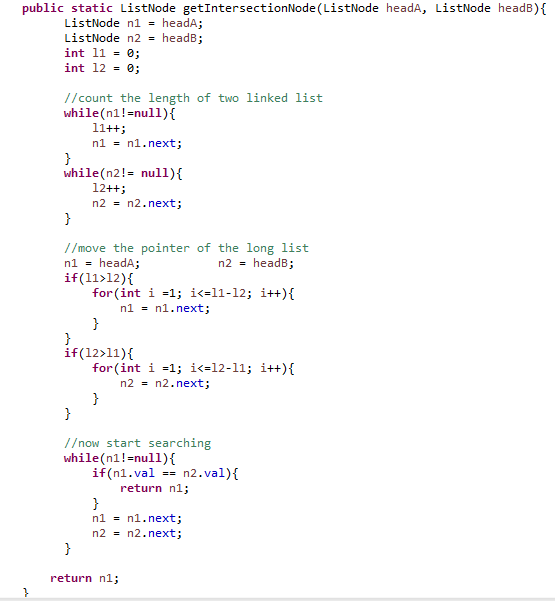 public static ListNode getIntersectionNode(ListNode headA, ListNode headB){
ListNode n1 = headA;
ListNode n2 = headB;
int l1 = 0;
int l2 = 0;
//count the length of two linked list
while(n1!=null){
l1++;
n1 = n1.next;
}
while(n2!= null){
l2++;
n2 = n2.next;
}
//move the pointer of the long list
n1 = headA; n2 = headB;
if(l1>l2){
for(int i =1; i<=l1-l2; i++){
n1 = n1.next;
}
}
if(l2>l1){
for(int i =1; i<=l2-l1; i++){
n2 = n2.next;
}
}
//now start searching
while(n1!=null){
if(n1.val == n2.val){
return n1;
}
n1 = n1.next;
n2 = n2.next;
}
return n1;
}